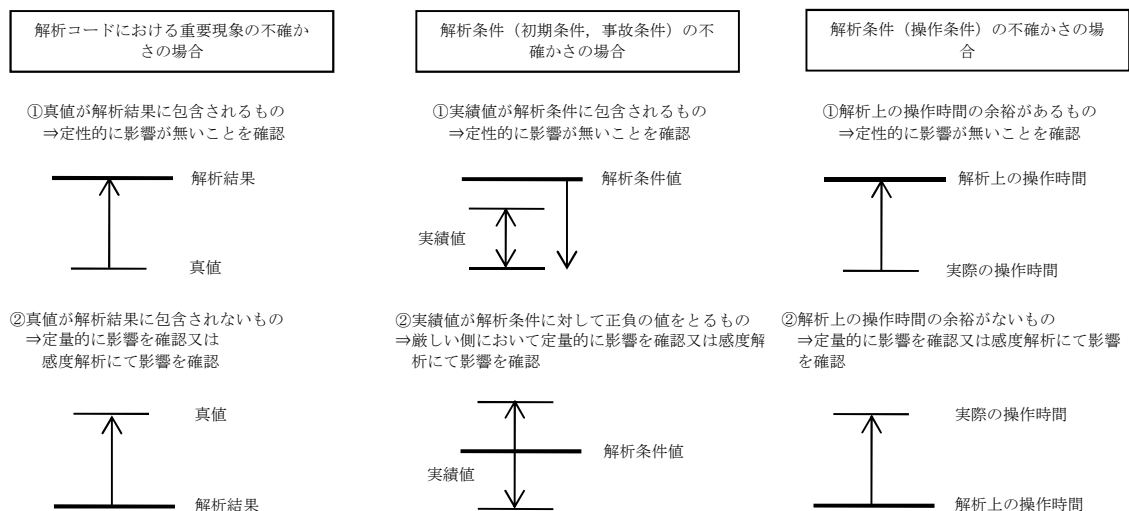 解析コードにおける重要現象の不確か
さの場合
①真値が解析結果に包含されるもの
⇒定性的に影響が無いことを確認
解析結果
真値
②真値が解析結果に包含されないもの
⇒定量的に影響を確認又は
感度解析にて影響を確認
真値
解析結果
解析条件（初期条件，事故条件）の不
確かさの場合
①実績値が解析条件に包含されるもの
⇒定性的に影響が無いことを確認
解析条件値
実績値
②実績値が解析条件に対して正負の値をとるもの
⇒厳しい側において定量的に影響を確認又は感度解
析にて影響を確認
解析条件値
実績値
解析条件（操作条件）の不確かさの場
合
①解析上の操作時間の余裕があるもの
⇒定性的に影響が無いことを確認
解析上の操作時間
実際の操作時間
②解析上の操作時間の余裕がないもの
⇒定量的に影響を確認又は感度解析にて影響
を確認
実際の操作時間
解析上の操作時間